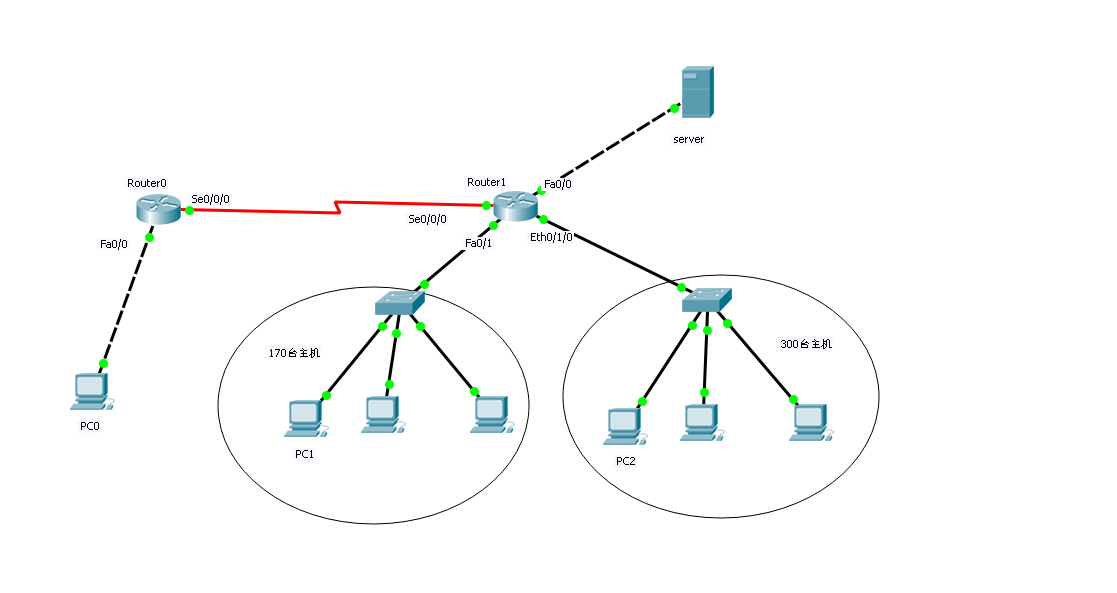 server
Router0
Router1
Fa0/0
Se0/0/0
Se0/0/0
Fa0/0
Fa0/1
Eth0/1/0
170台主机
300台主机
PC0
PC1
PC2